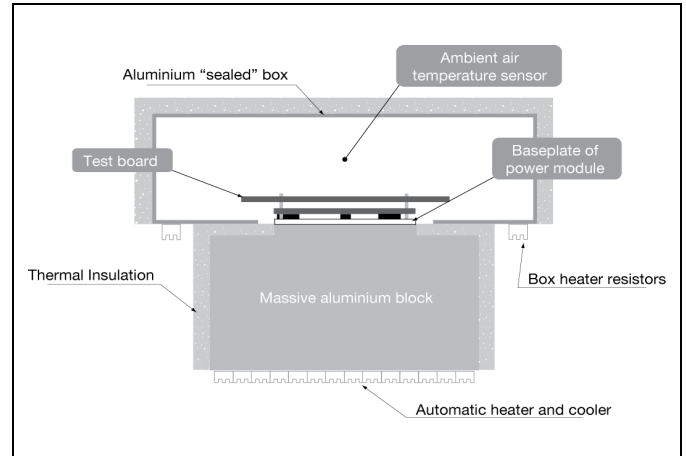 Ambient air
temperature sensor
Aluminium “sealed” box
Test board
Baseplate of
power module
Thermal Insulation
Box heater resistors
Massive aluminium block
Automatic heater and cooler